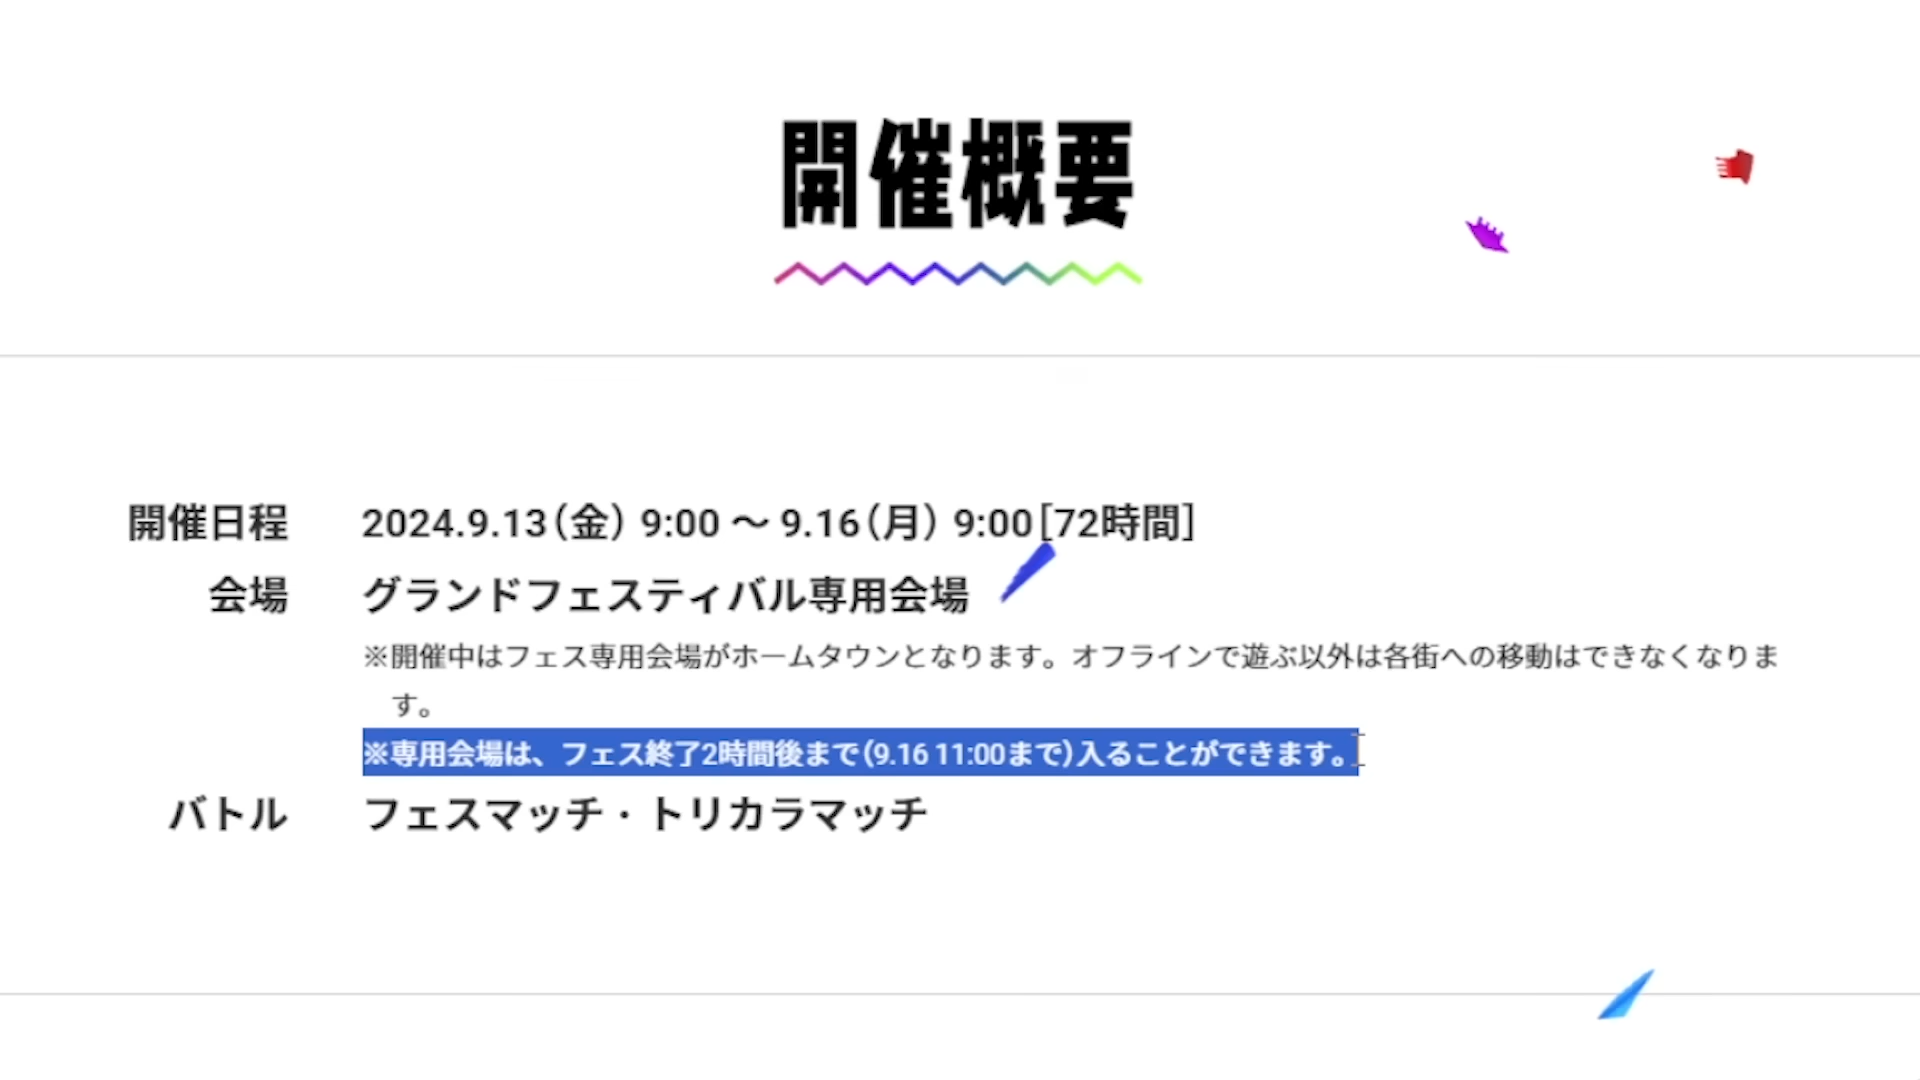 開催概要
開催日程 2024.9.13（金） 9:00 ～ 9.16（月） 9:00［72時間］
会場 グランドフェスティバル専用会場
※開催中はフェス専用会場がホームタウンとなります。オフラインで遊ぶ以外は各街への移動はできなくなりま
す。
※専用会場は、フェス終了2時間後まで（9.16 11:00まで）入ることができます。
バトル フェスマッチ・トリカラマッチ